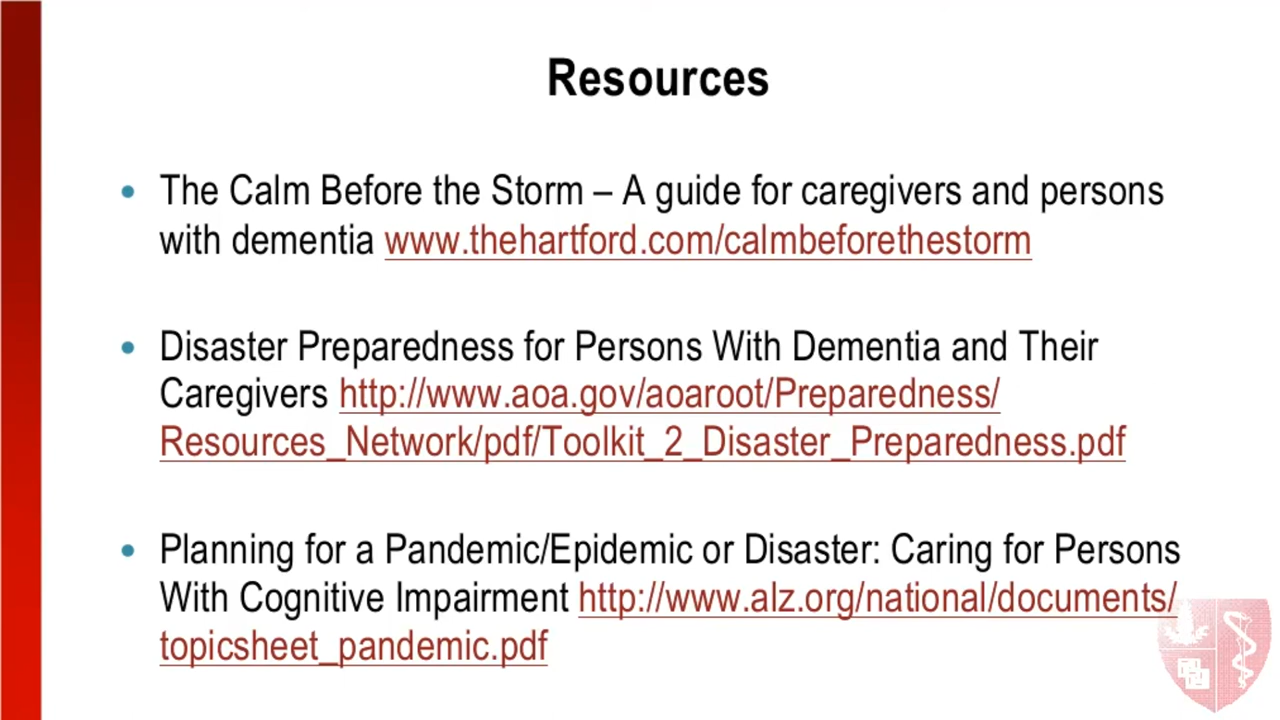 Resources
• The Calm Before the Storm – A guide for caregivers and persons
with dementia www.thehartford.com/calmbeforethestorm
• Disaster Preparedness for Persons With Dementia and Their
Caregivers http://www.aoa.gov/aoaroot/Preparedness/
Resources_Network/pdf/Toolkit_2_Disaster_Preparedness.pdf
• Planning for a Pandemic/Epidemic or Disaster: Caring for Persons
With Cognitive Impairment http://www.alz.org/national/documents/
topicsheet_pandemic.pdf